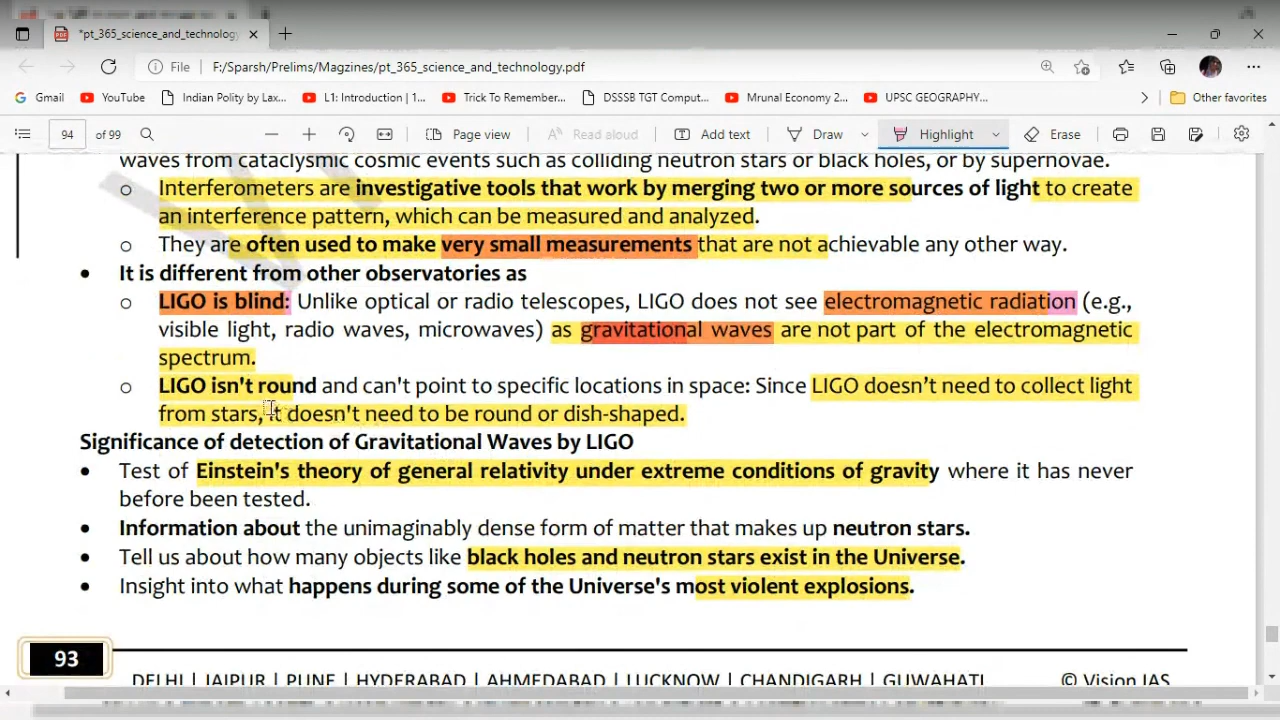 *pt_365_science_and_technology
File F:/Sparsh/Prelims/Magzines/pt_365_science_and_technology.pdf
Gmail YouTube Indian Polity by Lax... L1: Introduction | 1... Trick To Remember... DSSSB TGT Comput... Mrunal Economy 2... UPSC GEOGRAPHY... Other favorites
94 of 99 Page view Read aloud Add text Draw Highlight Erase
waves from cataclysmic cosmic events such as colliding neutron stars or black holes, or by supernovae.
o Interferometers are investigative tools that work by merging two or more sources of light to create
an interference pattern, which can be measured and analyzed.
o They are often used to make very small measurements that are not achievable any other way.
• It is different from other observatories as
o LIGO is blind: Unlike optical or radio telescopes, LIGO does not see electromagnetic radiation (e.g.,
visible light, radio waves, microwaves) as gravitational waves are not part of the electromagnetic
spectrum.
o LIGO isn't round and can't point to specific locations in space: Since LIGO doesn't need to collect light
from stars, it doesn't need to be round or dish-shaped.
Significance of detection of Gravitational Waves by LIGO
• Test of Einstein's theory of general relativity under extreme conditions of gravity where it has never
before been tested.
• Information about the unimaginably dense form of matter that makes up neutron stars.
• Tell us about how many objects like black holes and neutron stars exist in the Universe.
• Insight into what happens during some of the Universe's most violent explosions.
93
DELHI | JAIPUR | PUNE | HYDERABAD | AHMEDABAD | LUCKNOW | CHANDIGARH | GUWAHATI © Vision IAS